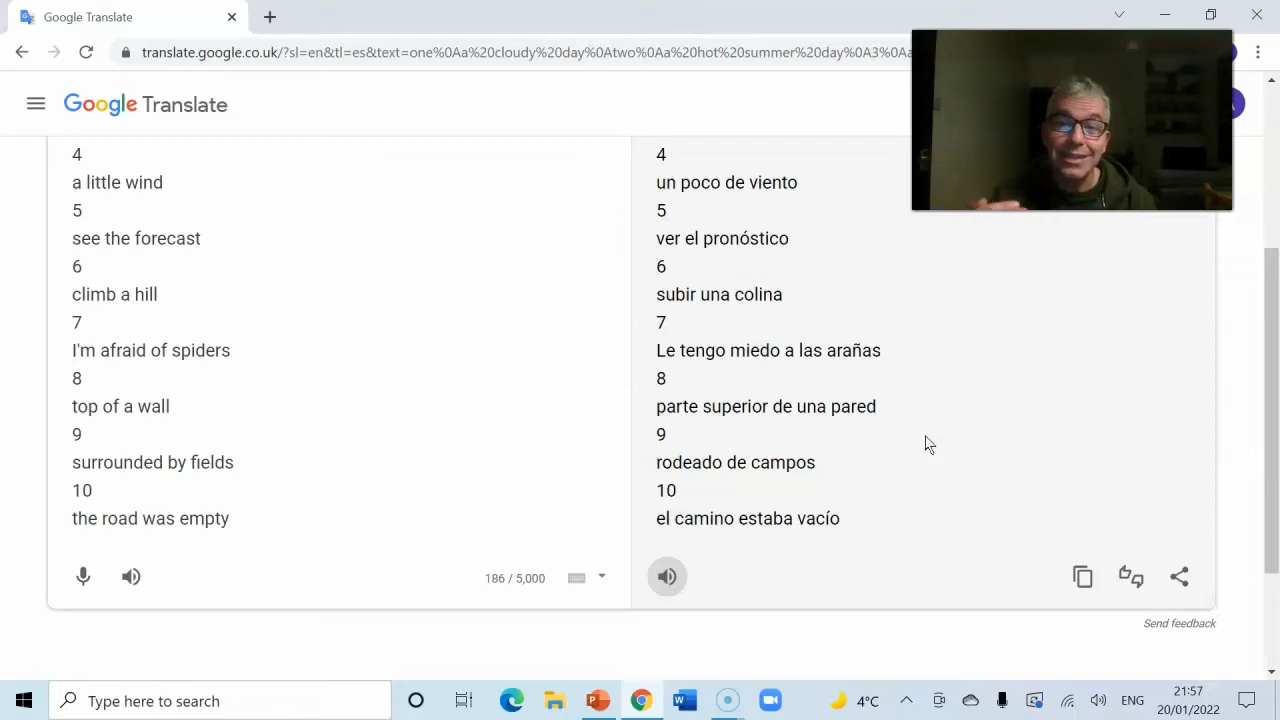 Google Translate
translate.google.co.uk/?sl=en&tl=es&text=one%0Aa%20cloudy%20day%0Atwo%0Aa%20hot%20summer%20day%0A3%0Aa
Google Translate
4
a little wind
5
see the forecast
6
climb a hill
7
I'm afraid of spiders
8
top of a wall
9
surrounded by fields
10
the road was empty
186 / 5,000
4
un poco de viento
5
ver el pronóstico
6
subir una colina
7
Le tengo miedo a las arañas
8
parte superior de una pared
9
rodeado de campos
10
el camino estaba vacío
Send feedback
Type here to search
4°C
ENG
21:57
20/01/2022